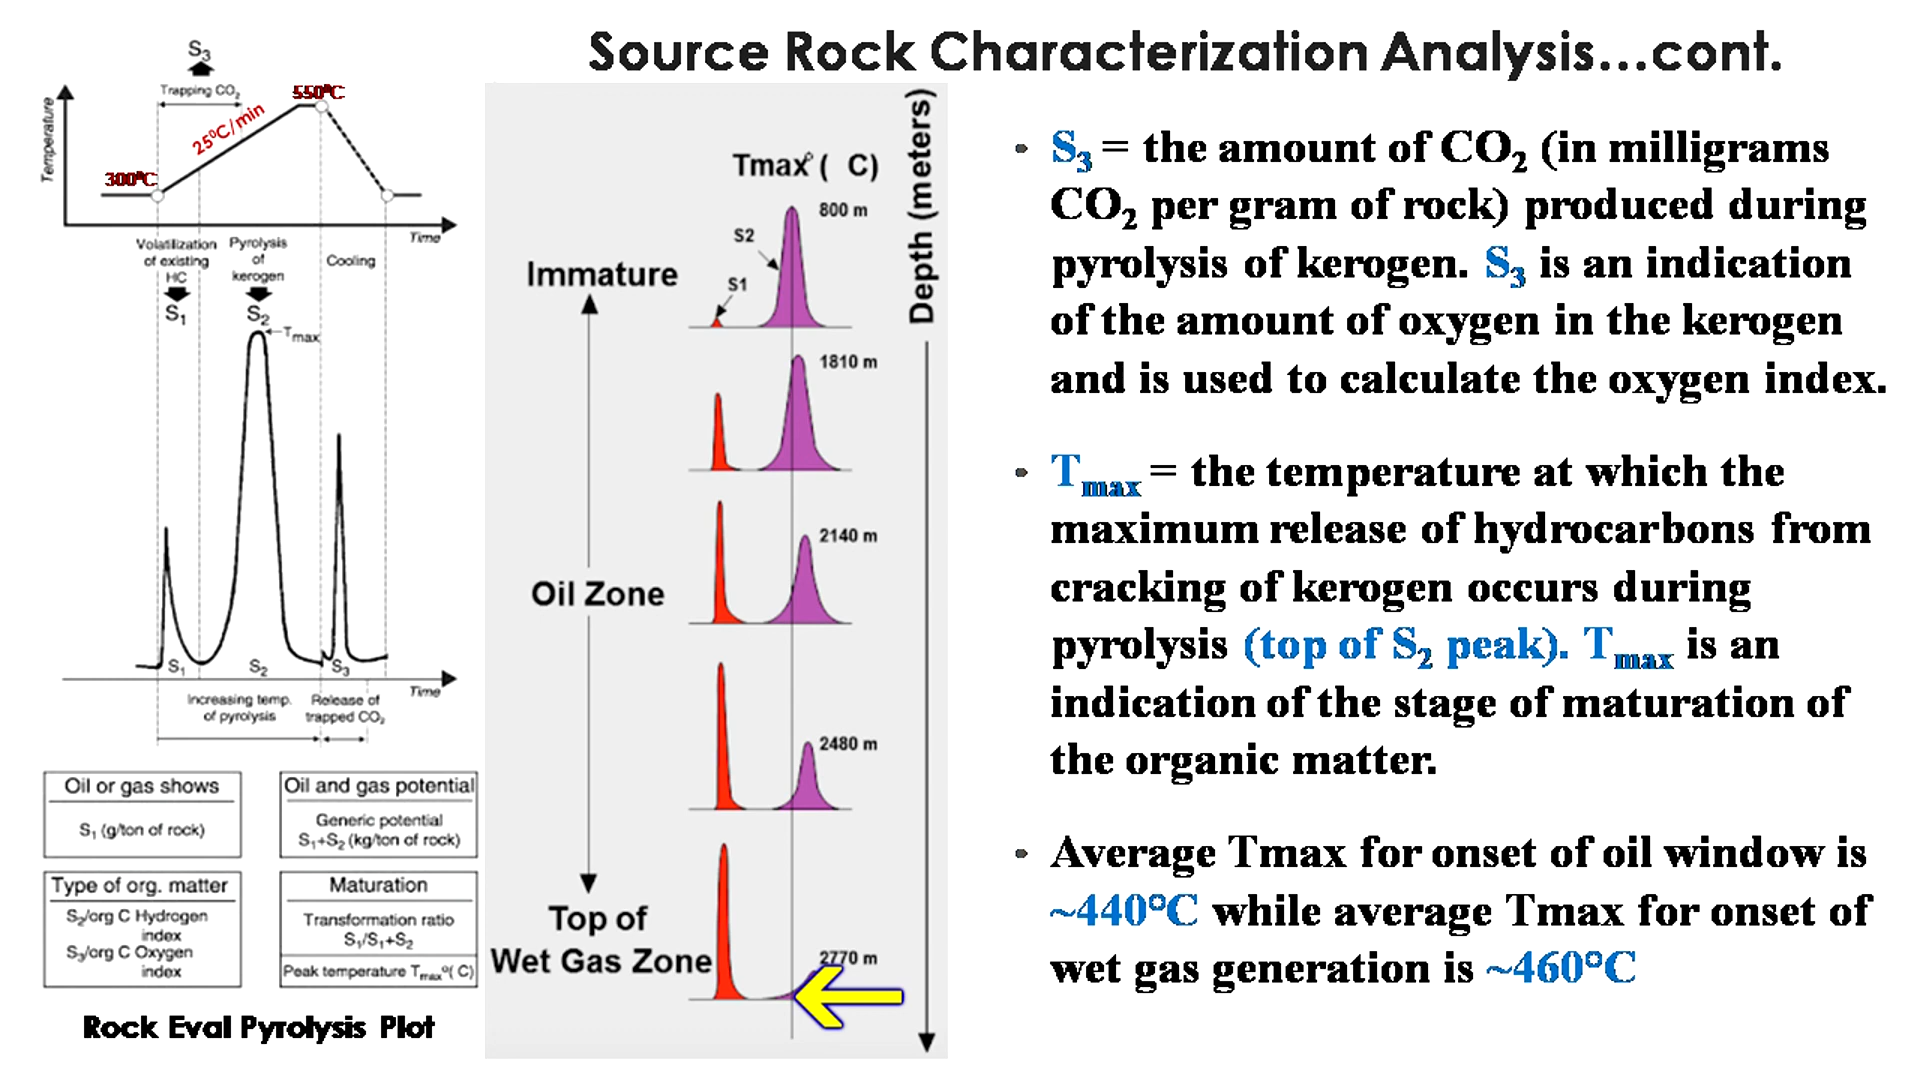 Source Rock Characterization Analysis...cont.
S3
Trapping CO2
550°C
25°C/min
300°C
Temperature
Time
Volatilization
of existing
HC
Pyrolysis
of
kerogen
Cooling
S1
S2
Tmax
S1
S2
S3
Time
Increasing temp.
of pyrolysis
Release of
trapped CO2
Oil or gas shows
S1 (g/ton of rock)
Oil and gas potential
Generic potential
S1+S2 (kg/ton of rock)
Type of org. matter
S2/org C Hydrogen
index
S3/org C Oxygen
index
Maturation
Transformation ratio
S1/S1+S2
Peak temperature Tmax°( C)
Rock Eval Pyrolysis Plot
Tmax° ( C)
Depth (meters)
800 m
S2
S1
Immature
1810 m
2140 m
Oil Zone
2480 m
Top of
Wet Gas Zone
2770 m
• S3 = the amount of CO2 (in milligrams
CO2 per gram of rock) produced during
pyrolysis of kerogen. S3 is an indication
of the amount of oxygen in the kerogen
and is used to calculate the oxygen index.
• Tmax = the temperature at which the
maximum release of hydrocarbons from
cracking of kerogen occurs during
pyrolysis (top of S2 peak). Tmax is an
indication of the stage of maturation of
the organic matter.
• Average Tmax for onset of oil window is
~440°C while average Tmax for onset of
wet gas generation is ~460°C